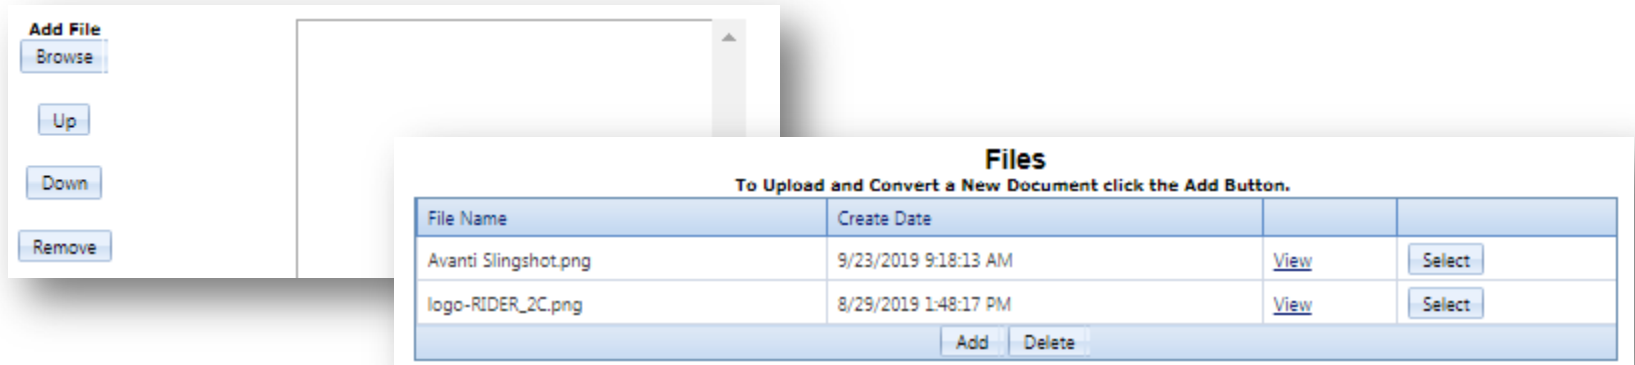 Add File
Browse
Up
Down
Remove
Files
To Upload and Convert a New Document click the Add Button.
File Name Create Date
Avanti Slingshot.png 9/23/2019 9:18:13 AM View Select
logo-RIDER_2C.png 8/29/2019 1:48:17 PM View Select
Add Delete